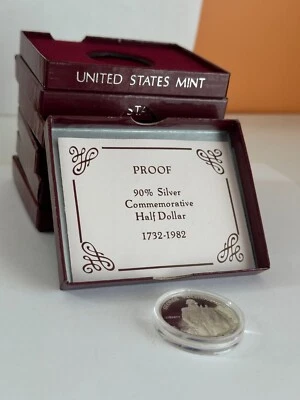 UNITED STATES MINT
PROOF
90% Silver
Commemorative
Half Dollar
1732-1982